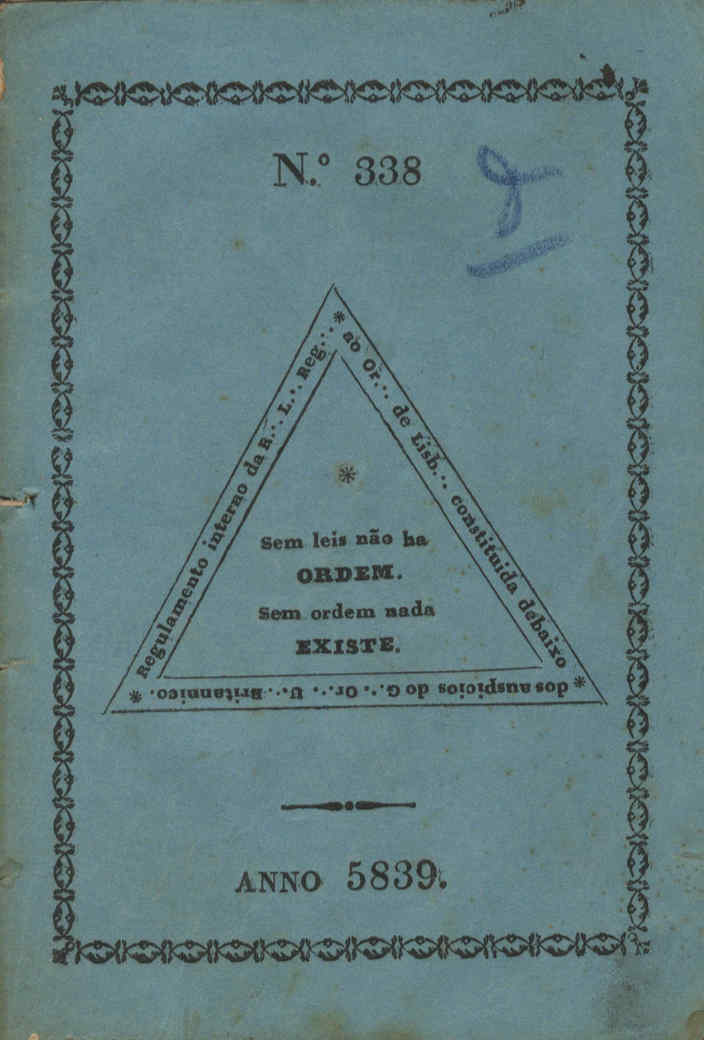 N.º 338
Regulamento interno da R∴ L∴ Reg∴ *
ao Or∴ de Lisb∴ constituida debaixo *
dos auspicios do G∴ Or∴ U∴ Britannico. *
*
Sem leis não ha
ORDEM.
Sem ordem nada
EXISTE.
ANNO 5839.